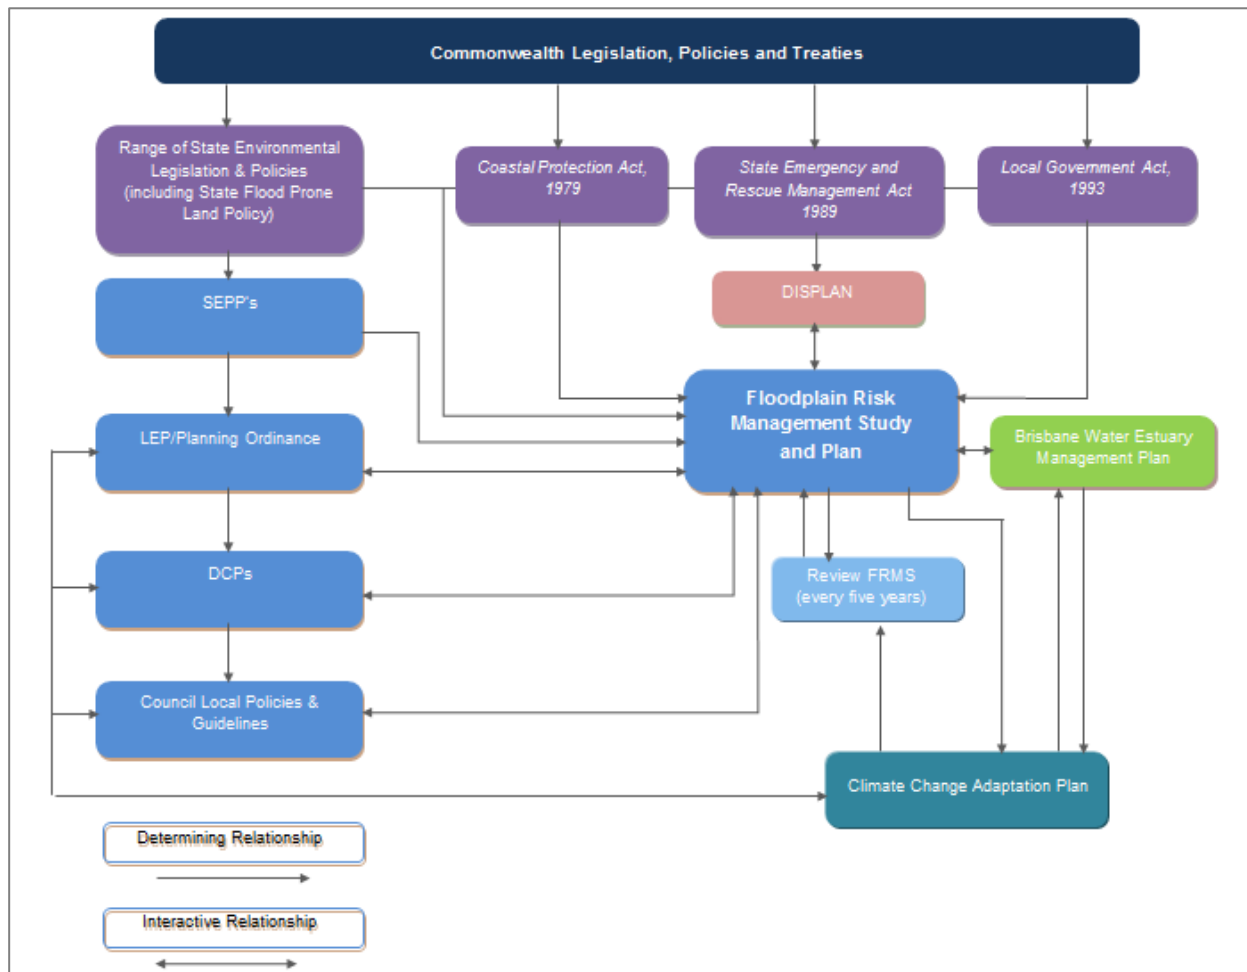 Commonwealth Legislation, Policies and Treaties
Range of State Environmental
Legislation & Policies
(including State Flood Prone
Land Policy)
Coastal Protection Act,
1979
State Emergency and
Rescue Management Act
1989
Local Government Act,
1993
SEPP's
DISPLAN
Floodplain Risk
Management Study
and Plan
LEP/Planning Ordinance
Brisbane Water Estuary
Management Plan
DCPs
Review FRMS
(every five years)
Council Local Policies &
Guidelines
Climate Change Adaptation Plan
Determining Relationship
Interactive Relationship